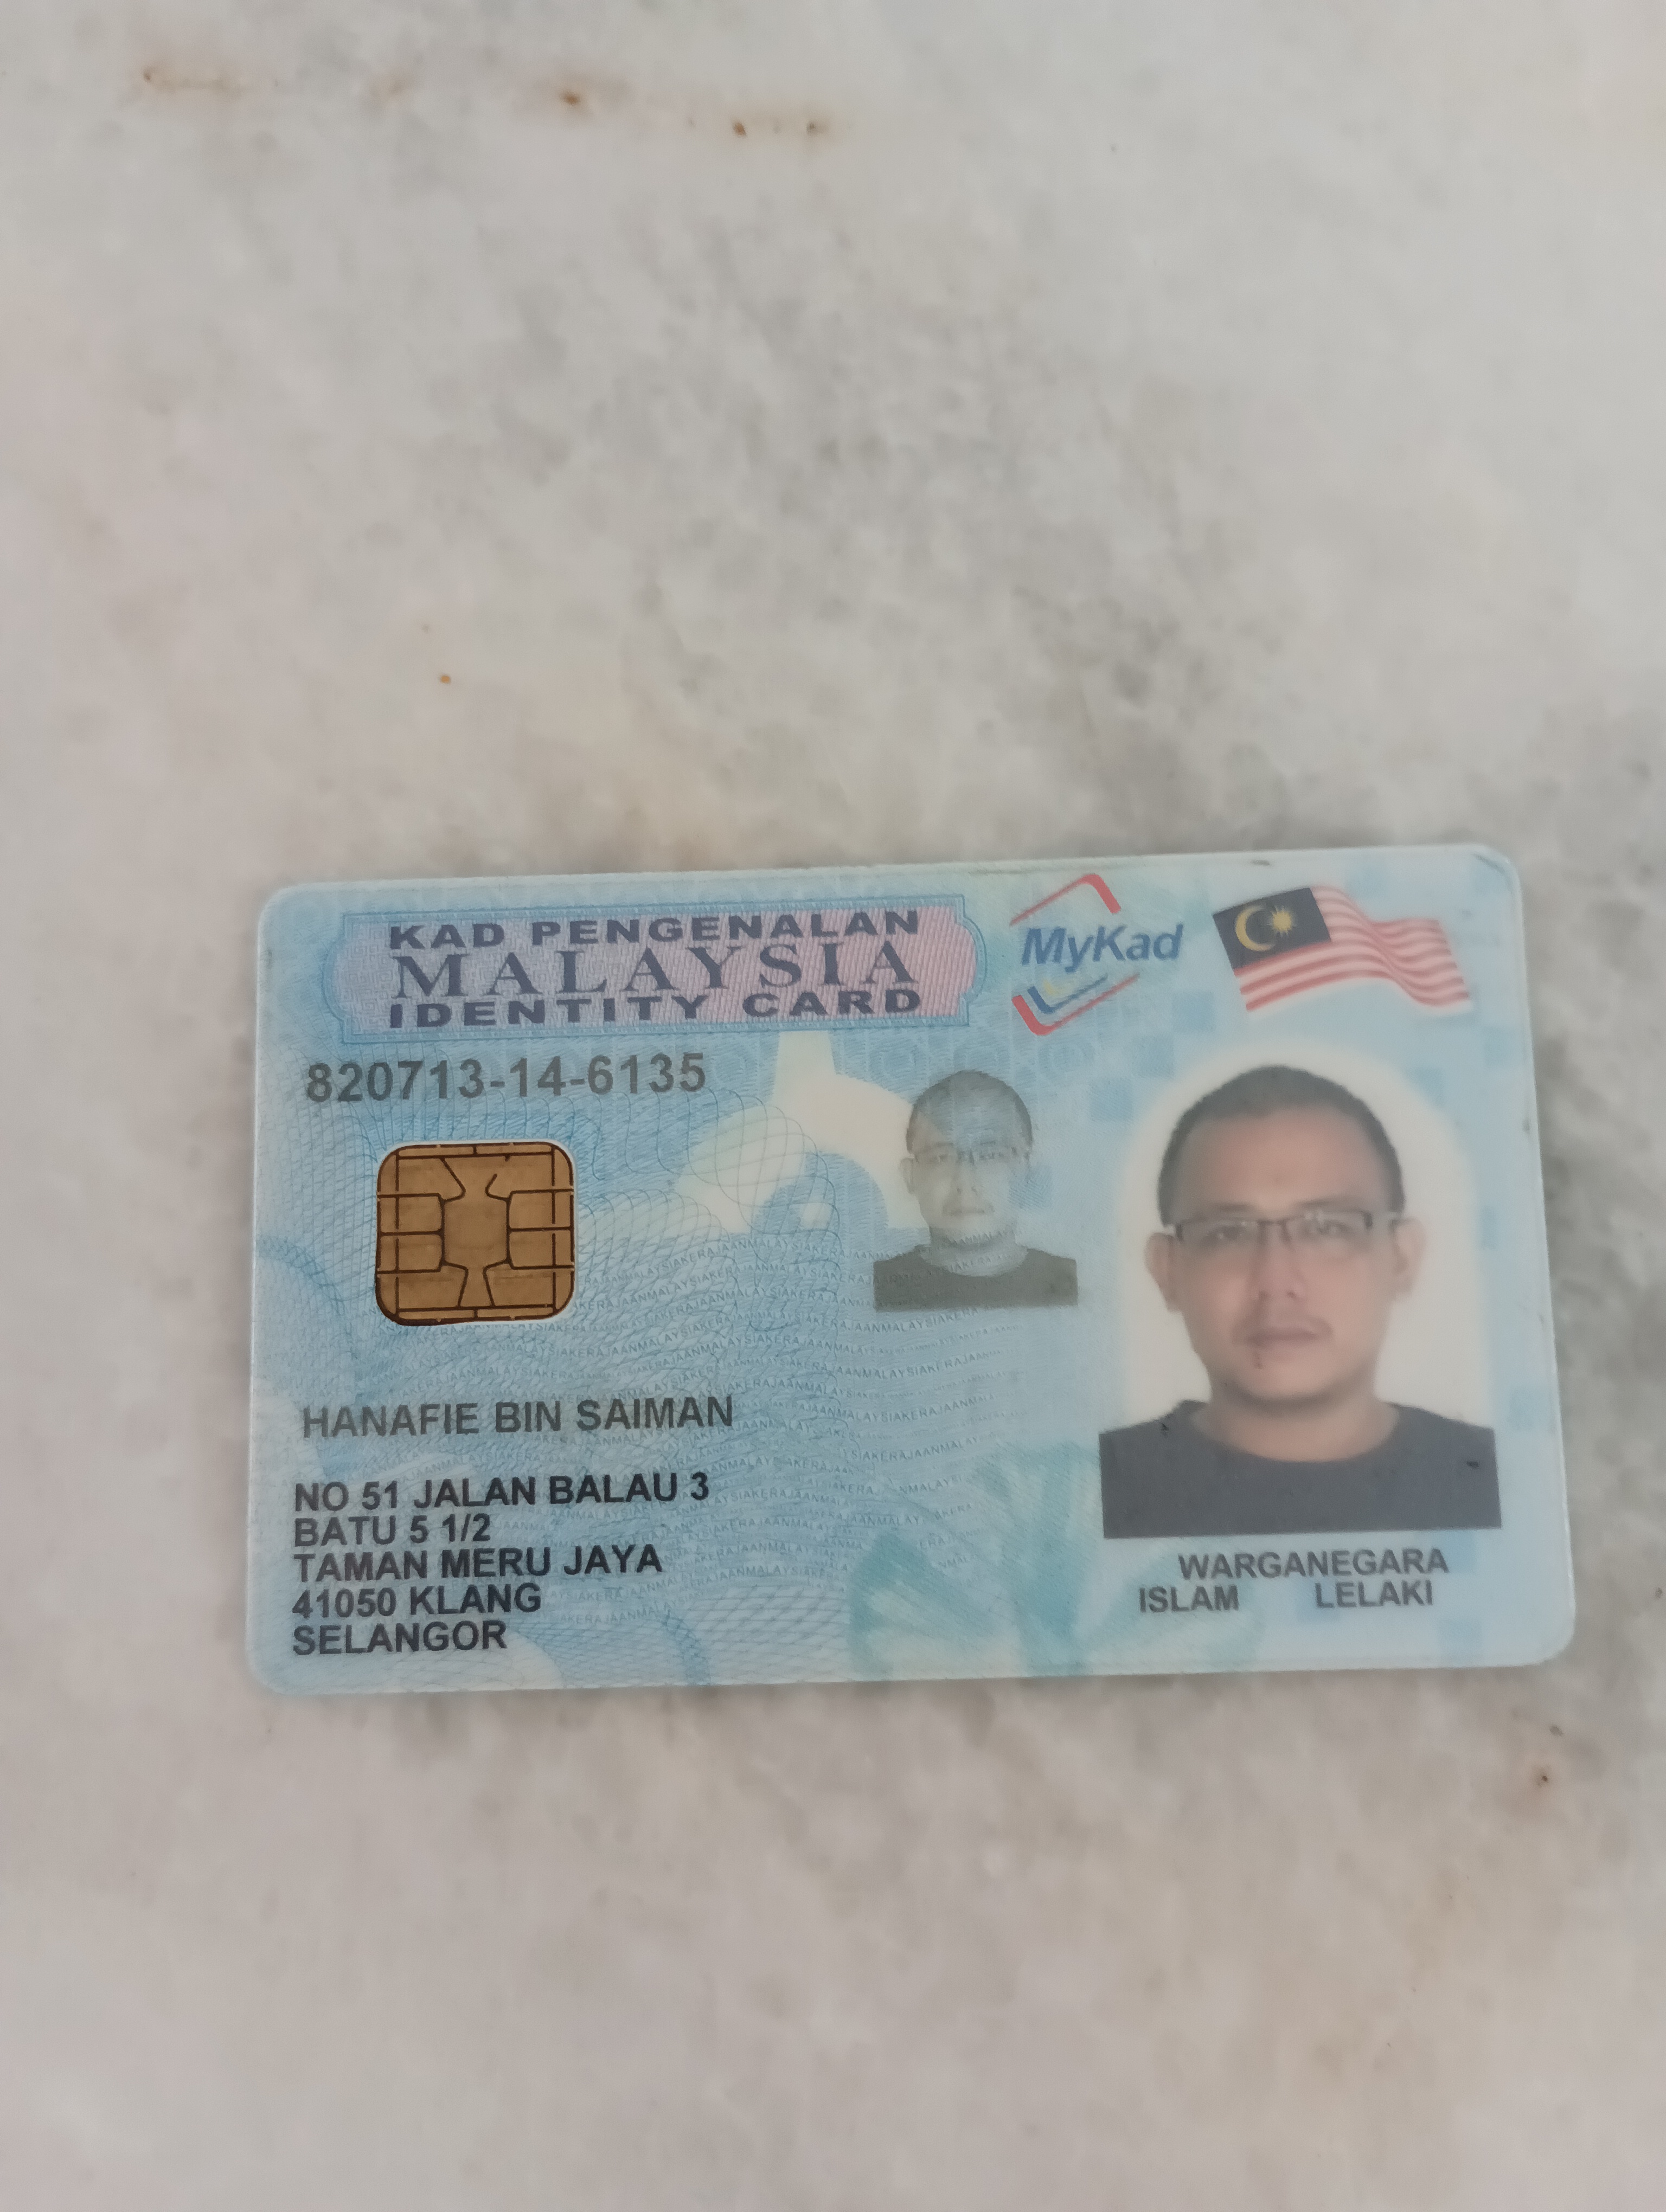 KAD PENGENALAN
MALAYSIA
IDENTITY CARD
MyKad
820713-14-6135
HANAFIE BIN SAIMAN
NO 51 JALAN BALAU 3
BATU 5 1/2
TAMAN MERU JAYA
41050 KLANG
SELANGOR
WARGANEGARA
ISLAM LELAKI